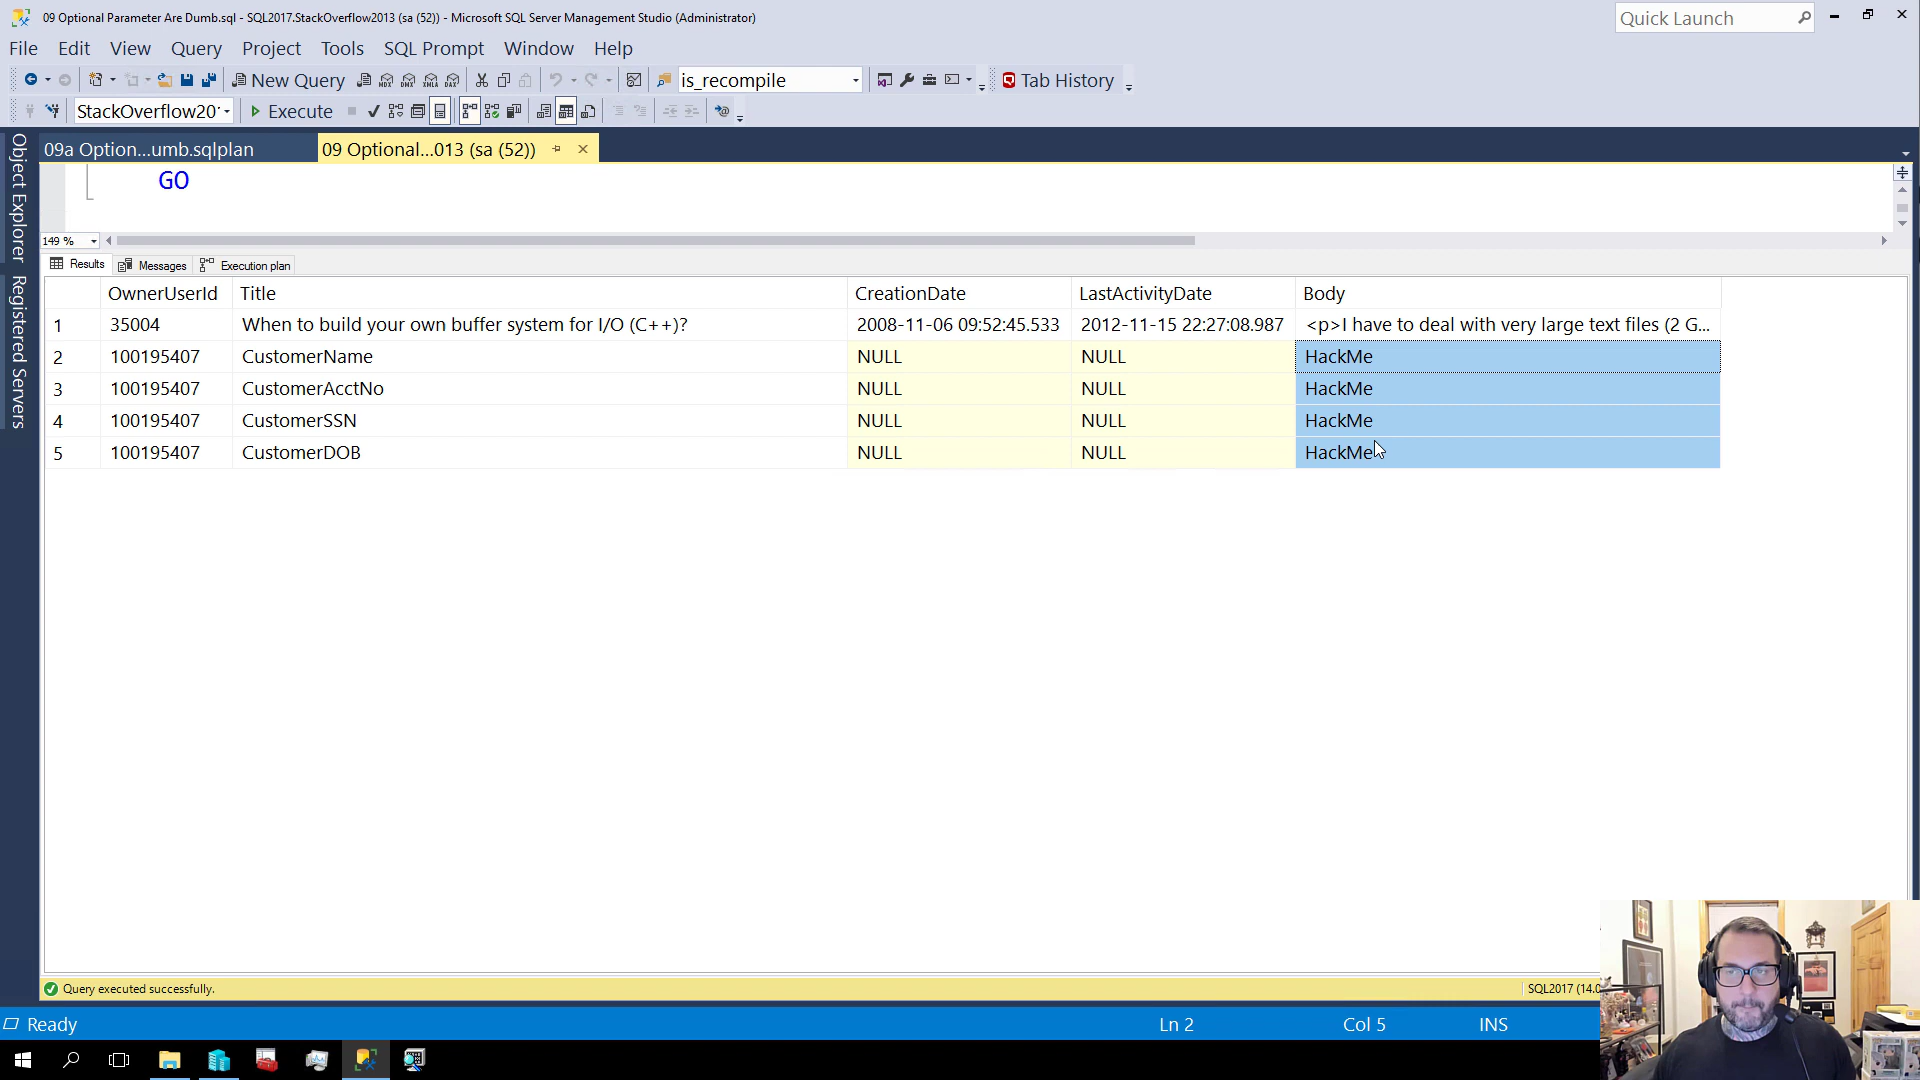 09 Optional Parameter Are Dumb.sql - SQL2017.StackOverflow2013 (sa (52)) - Microsoft SQL Server Management Studio (Administrator)
Quick Launch
File Edit View Query Project Tools SQL Prompt Window Help
New Query is_recompile Tab History
StackOverflow20 Execute
Object Explorer
Registered Servers
09a Option...umb.sqlplan 09 Optional...013 (sa (52))
GO
149 %
Results Messages Execution plan
OwnerUserId Title CreationDate LastActivityDate Body
1 35004 When to build your own buffer system for I/O (C++)? 2008-11-06 09:52:45.533 2012-11-15 22:27:08.987 <p>I have to deal with very large text files (2 G...
2 100195407 CustomerName NULL NULL HackMe
3 100195407 CustomerAcctNo NULL NULL HackMe
4 100195407 CustomerSSN NULL NULL HackMe
5 100195407 CustomerDOB NULL NULL HackMe
Query executed successfully. SQL2017 (14.0
Ready Ln 2 Col 5 INS